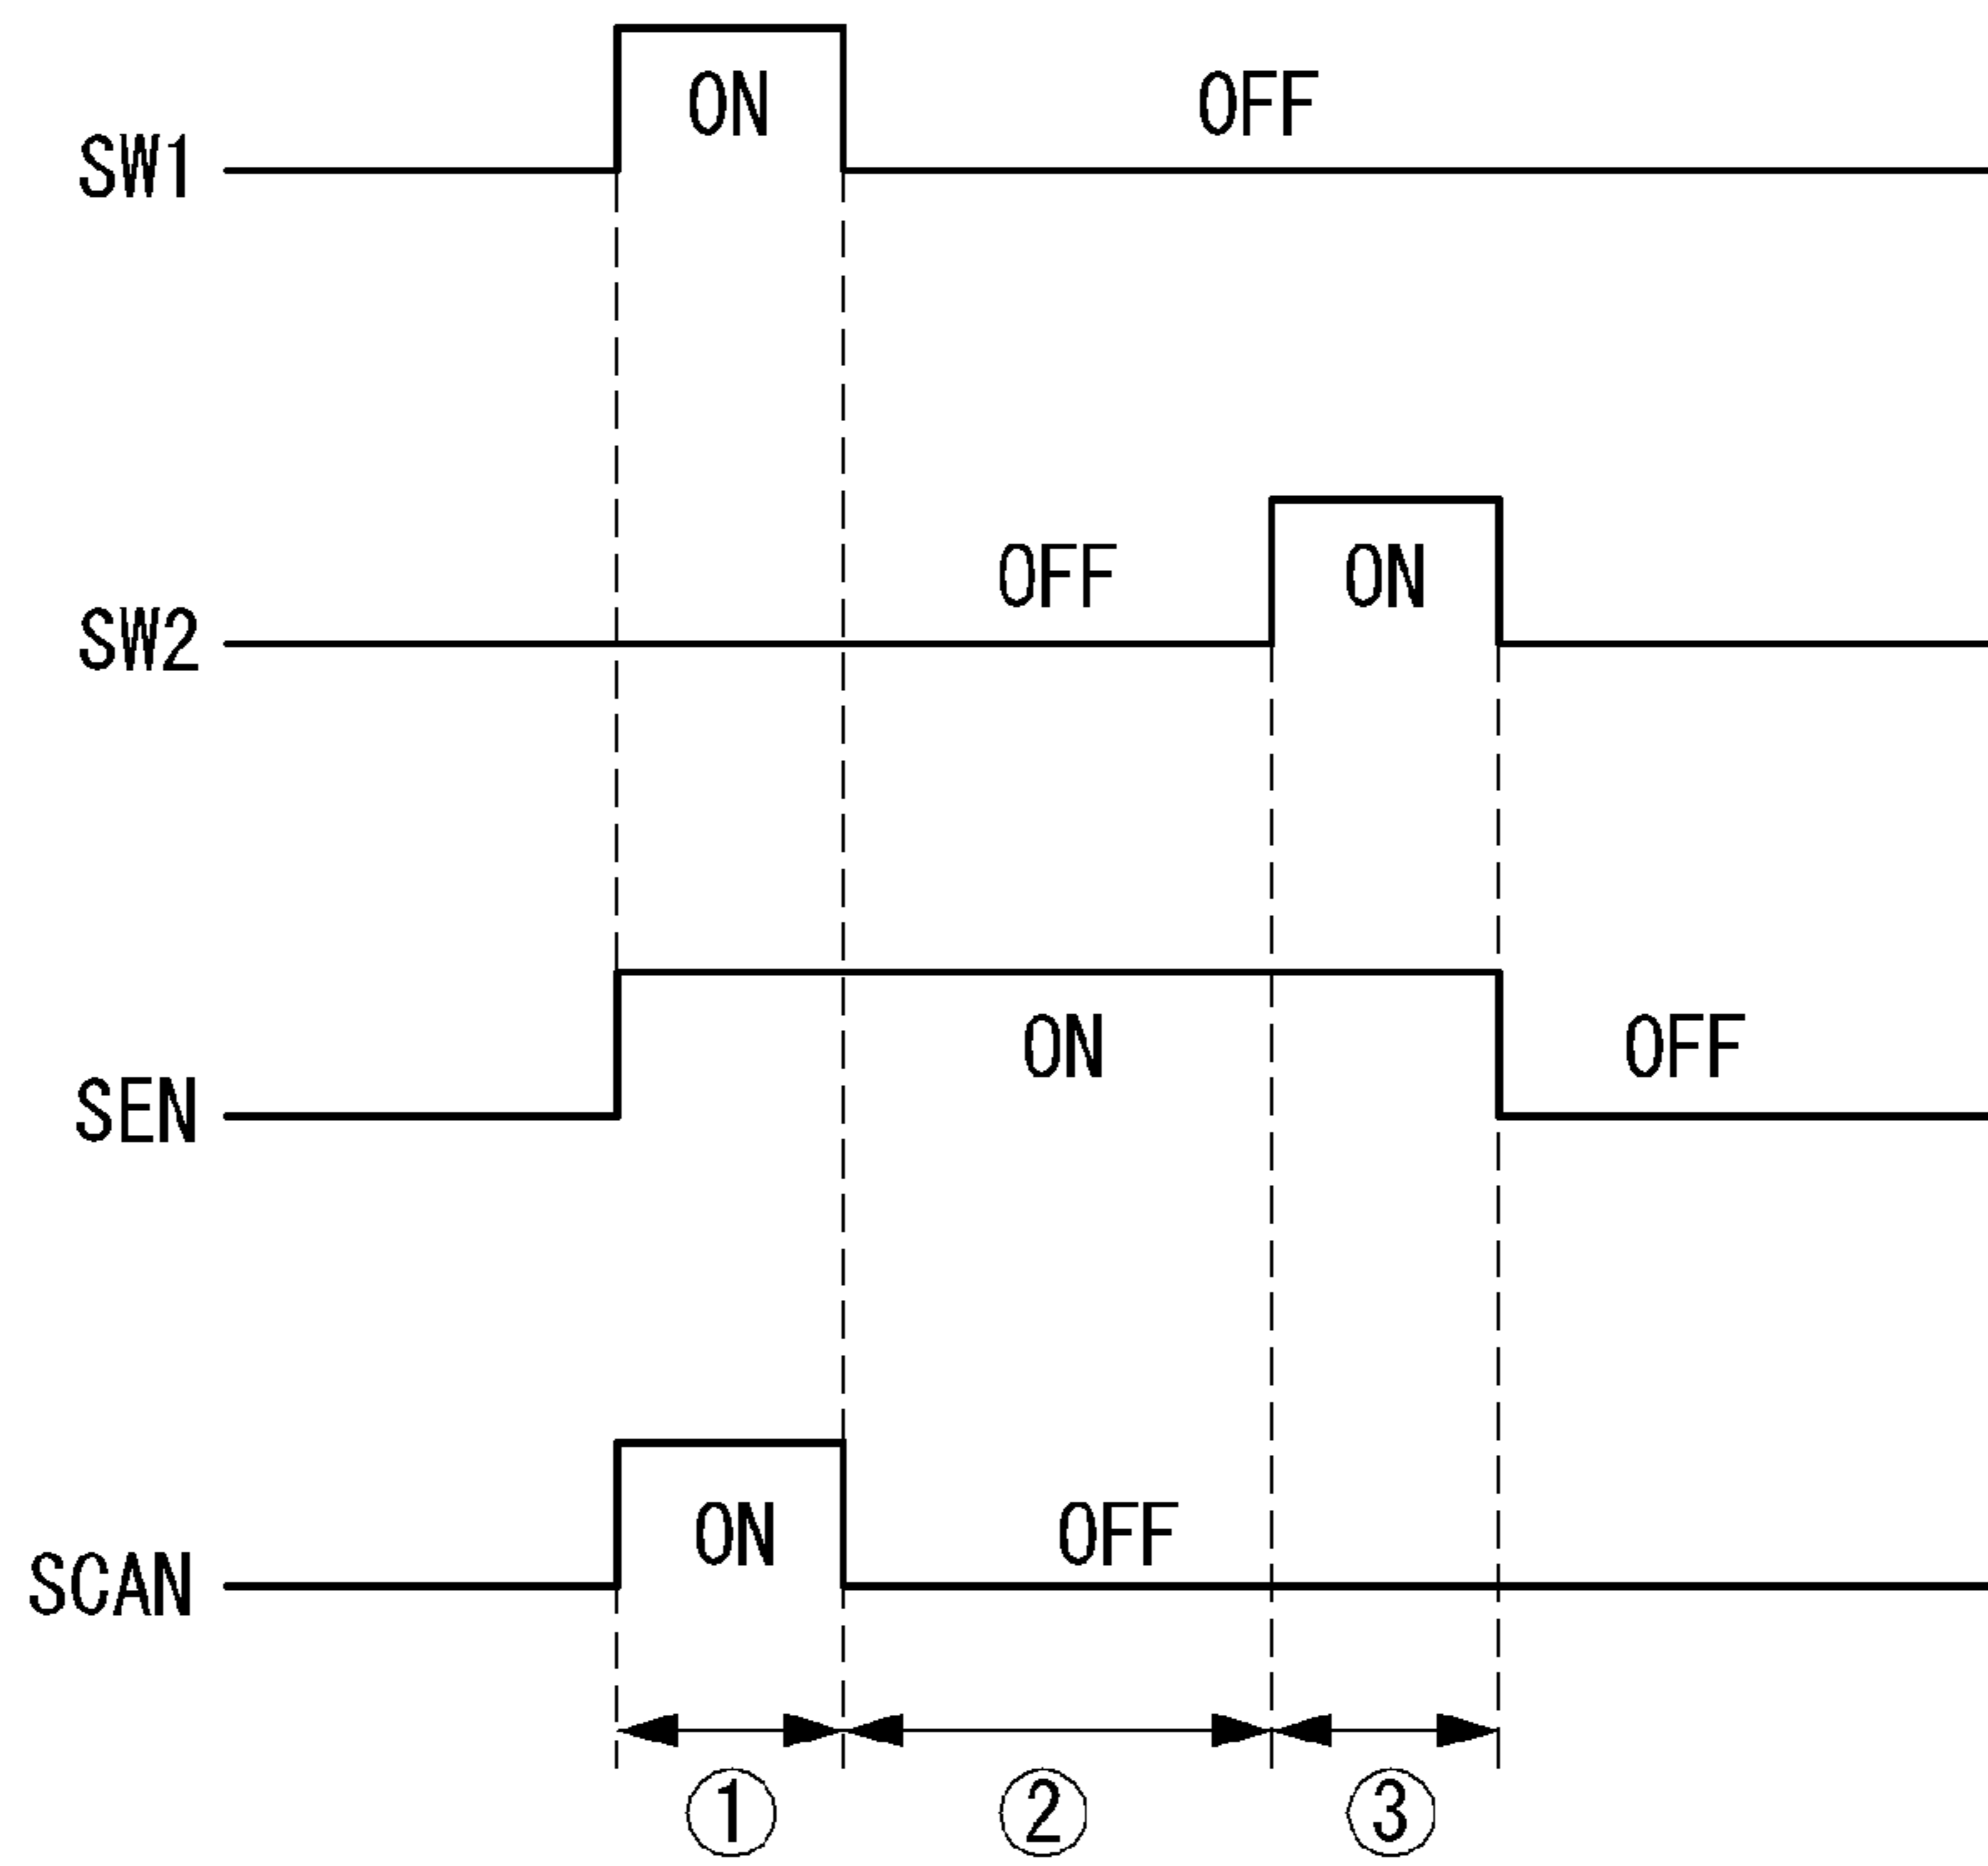 ON OFF
SW1
OFF ON
SW2
ON OFF
SEN
ON OFF
SCAN
① ② ③